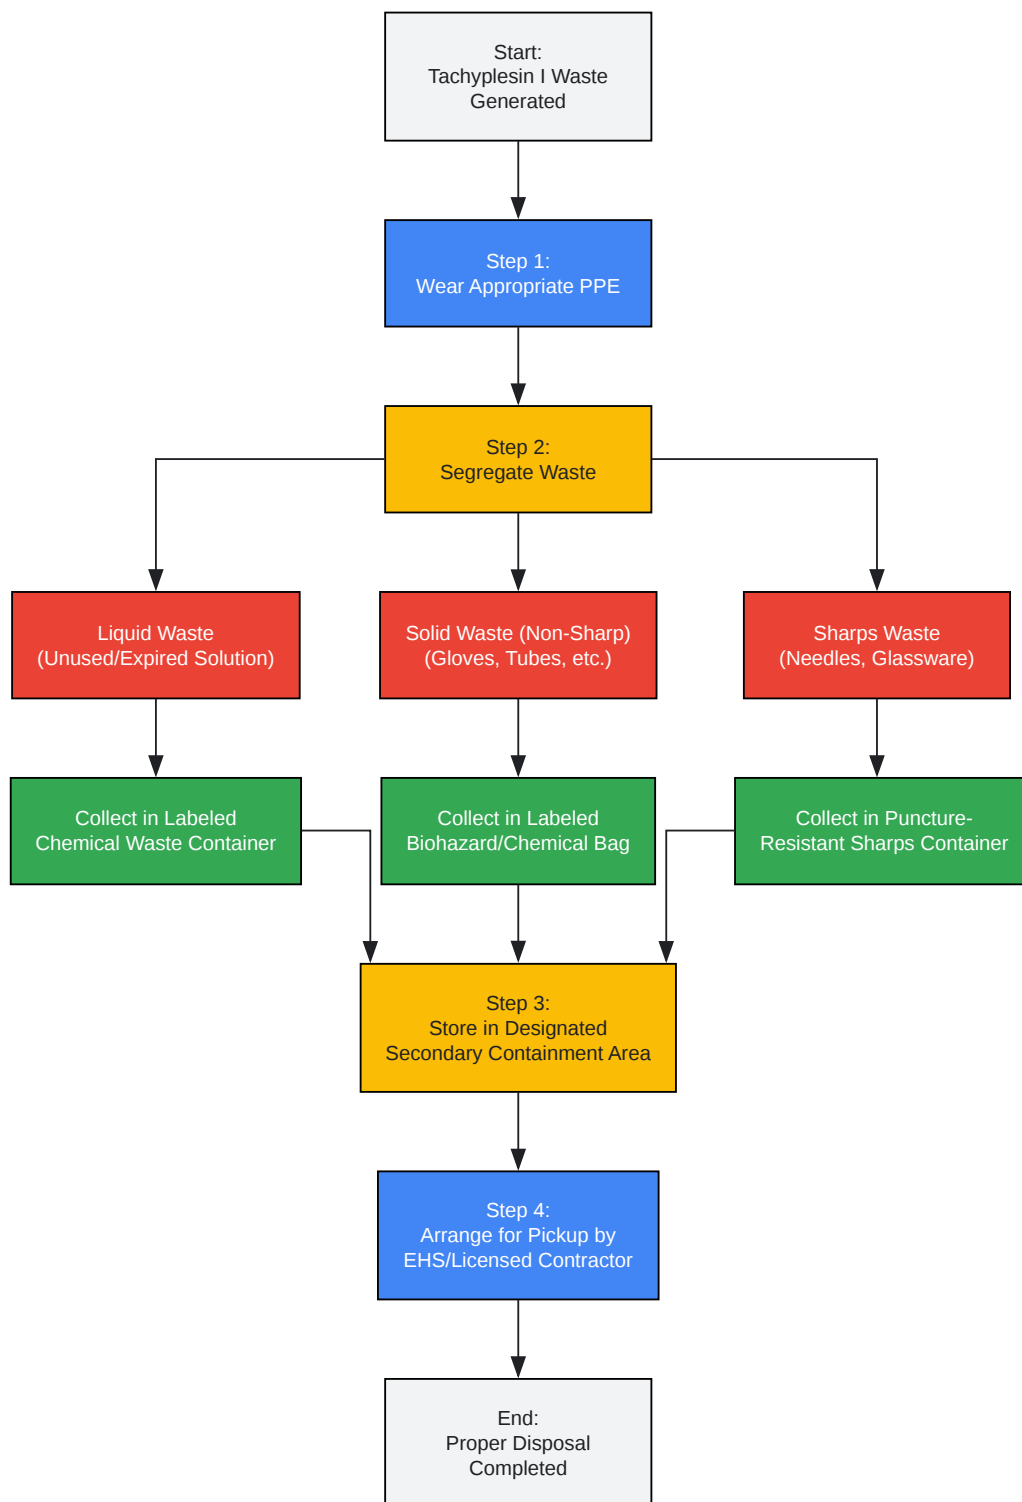 Start:
Tachyplesin I Waste
Generated
Step 1:
Wear Appropriate PPE
Step 2:
Segregate Waste
Liquid Waste
(Unused/Expired Solution)
Solid Waste (Non-Sharp)
(Gloves, Tubes, etc.)
Sharps Waste
(Needles, Glassware)
Collect in Labeled
Chemical Waste Container
Collect in Labeled
Biohazard/Chemical Bag
Collect in Puncture-
Resistant Sharps Container
Step 3:
Store in Designated
Secondary Containment Area
Step 4:
Arrange for Pickup by
EHS/Licensed Contractor
End:
Proper Disposal
Completed